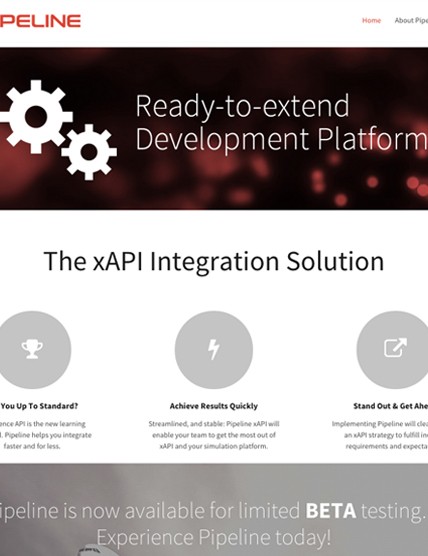 PELINE
Home About Pipe
Ready-to-extend
Development Platform
The xAPI Integration Solution
You Up To Standard? Achieve Results Quickly Stand Out & Get Ahe
ence API is the new learning Streamlined, and stable: Pipeline xAPI will Implementing Pipeline will clea
. Pipeline helps you integrate enable your team to get the most out of an xAPI strategy to fulfill in
faster and for less. xAPI and your simulation platform. requirements and expecta
ipeline is now available for limited BETA testing.
Experience Pipeline today!